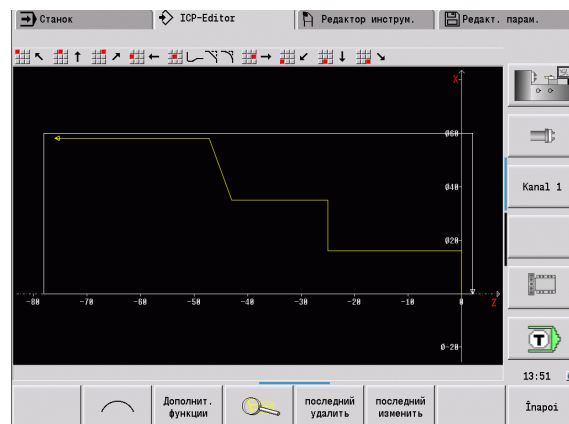 Станок
ICP-Editor
Редактор инструм.
Редакт. парам.
X
Ø60
Ø40
Kanal 1
Ø20
-80 -70 -60 -50 -40 -30 -20 -10 0 Z
T
Ø-20
13:51
Дополнит. функции
последний удалить
последний изменить
Înapoi